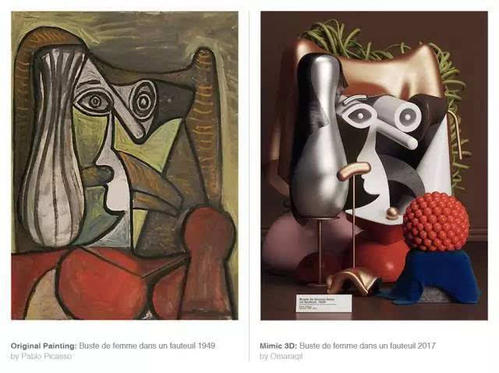 Original Painting: Buste de femme dans un fauteuil 1949
by Pablo Picasso
Mimic 3D: Buste de femme dans un fauteuil 2017
by Omaraqil